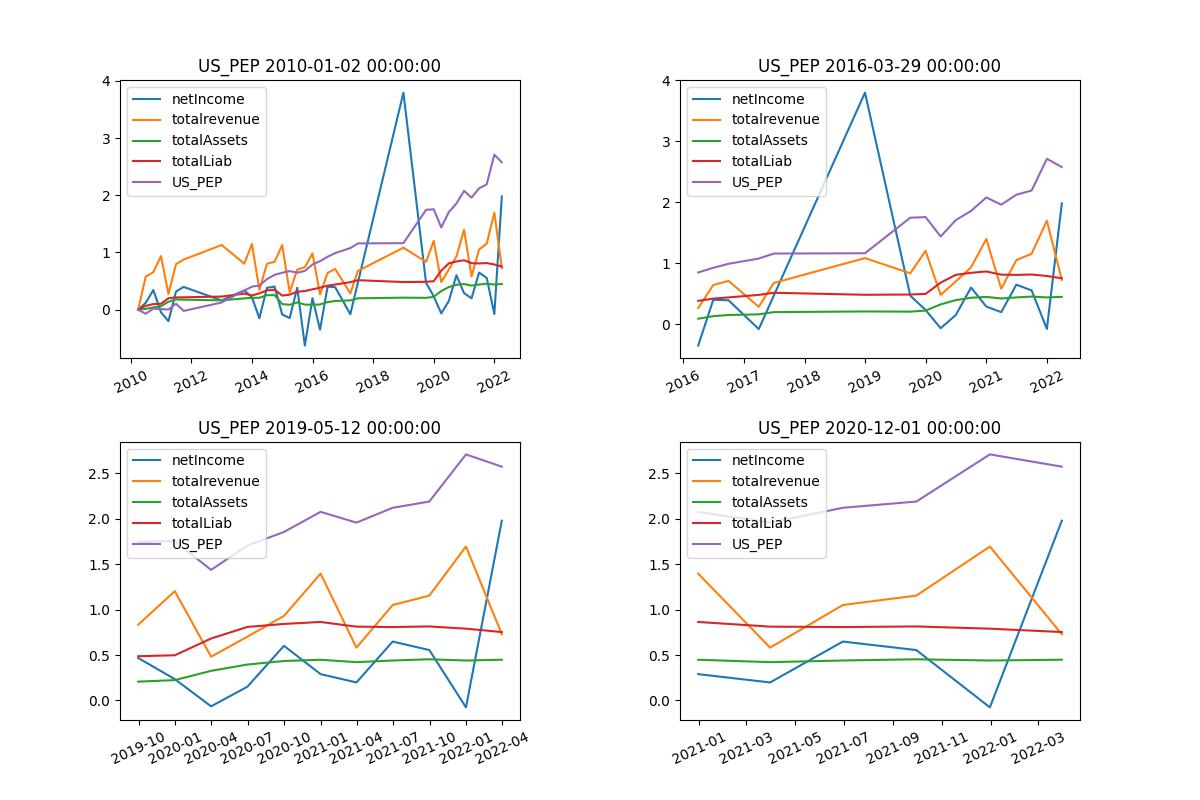 US_PEP 2010-01-02 00:00:00
netIncome
totalrevenue
totalAssets
totalLiab
US_PEP
4
3
2
1
0
2010 2012 2014 2016 2018 2020 2022
US_PEP 2016-03-29 00:00:00
netIncome
totalrevenue
totalAssets
totalLiab
US_PEP
4
3
2
1
0
2016 2017 2018 2019 2020 2021 2022
US_PEP 2019-05-12 00:00:00
netIncome
totalrevenue
totalAssets
totalLiab
US_PEP
2.5
2.0
1.5
1.0
0.5
0.0
2019-10 2020-01 2020-04 2020-07 2020-10 2021-01 2021-04 2021-07 2021-10 2022-01 2022-04
US_PEP 2020-12-01 00:00:00
netIncome
totalrevenue
totalAssets
totalLiab
US_PEP
2.5
2.0
1.5
1.0
0.5
0.0
2021-01 2021-03 2021-05 2021-07 2021-09 2021-11 2022-01 2022-03